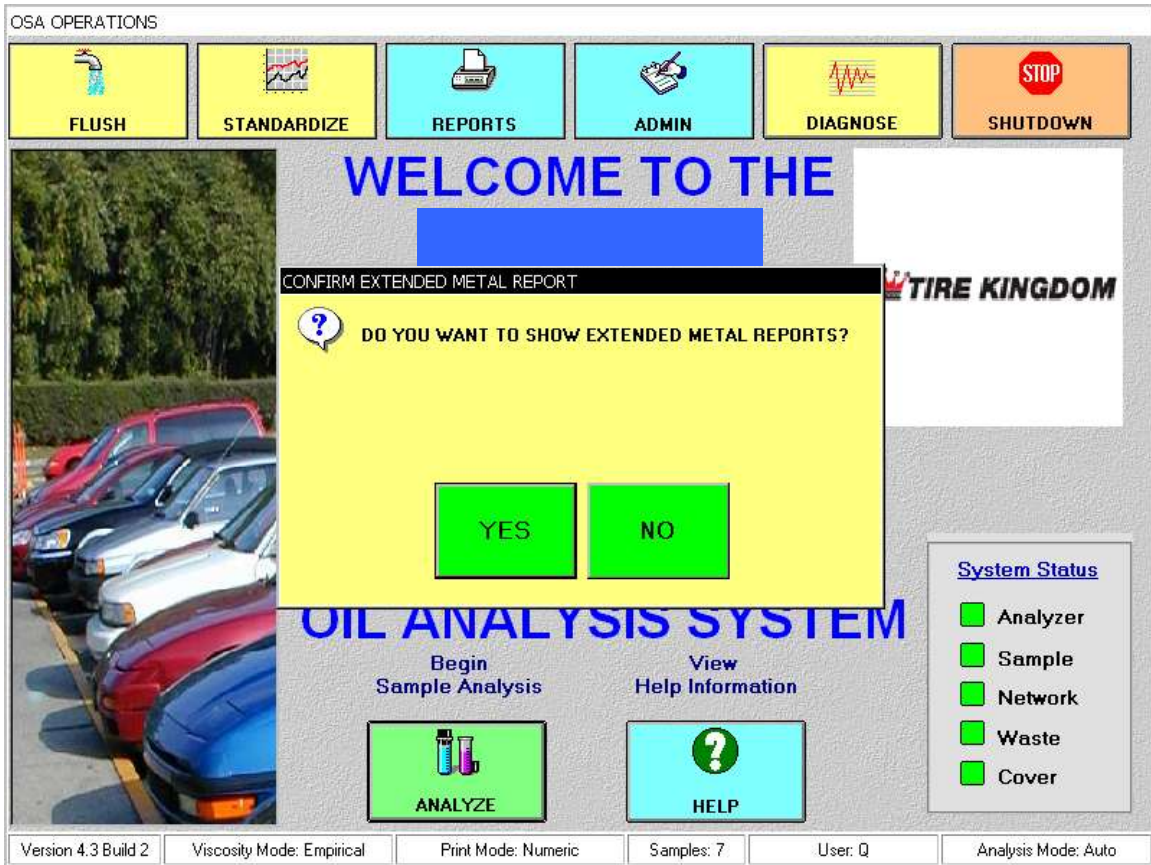 OSA OPERATIONS
FLUSH
STANDARDIZE
REPORTS
ADMIN
DIAGNOSE
STOP
SHUTDOWN
WELCOME TO THE
TIRE KINGDOM
CONFIRM EXTENDED METAL REPORT
DO YOU WANT TO SHOW EXTENDED METAL REPORTS?
YES
NO
OIL ANALYSIS SYSTEM
Begin
Sample Analysis
View
Help Information
ANALYZE
HELP
System Status
Analyzer
Sample
Network
Waste
Cover
Version 4.3 Build 2
Viscosity Mode: Empirical
Print Mode: Numeric
Samples: 7
User: Q
Analysis Mode: Auto